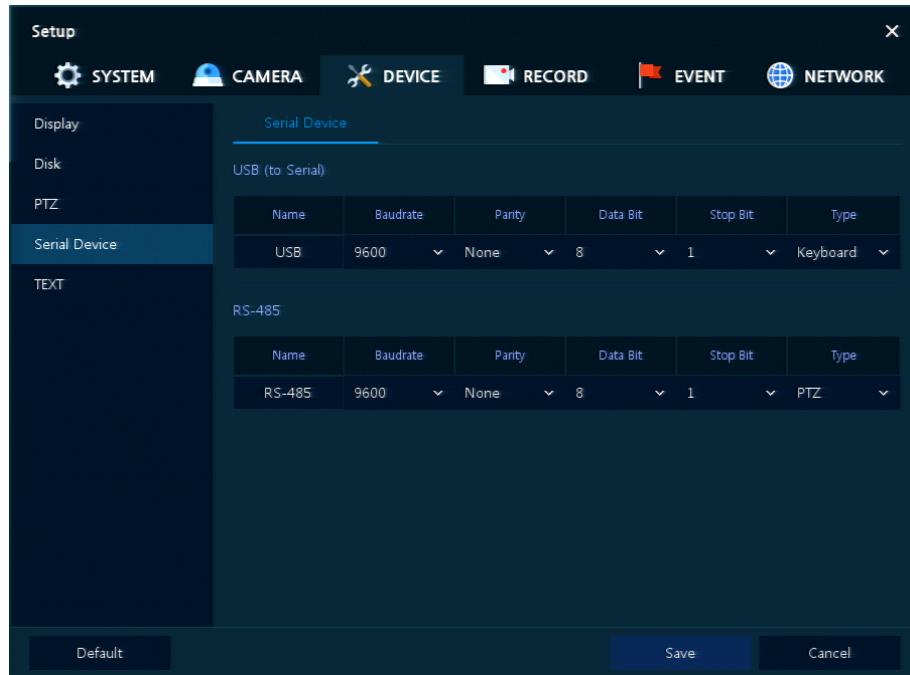 Setup
SYSTEM CAMERA DEVICE RECORD EVENT NETWORK
Display
Disk
PTZ
Serial Device
TEXT
Serial Device
USB (to Serial)
Name Baudrate Parity Data Bit Stop Bit Type
USB 9600 None 8 1 Keyboard
RS-485
Name Baudrate Parity Data Bit Stop Bit Type
RS-485 9600 None 8 1 PTZ
Default Save Cancel